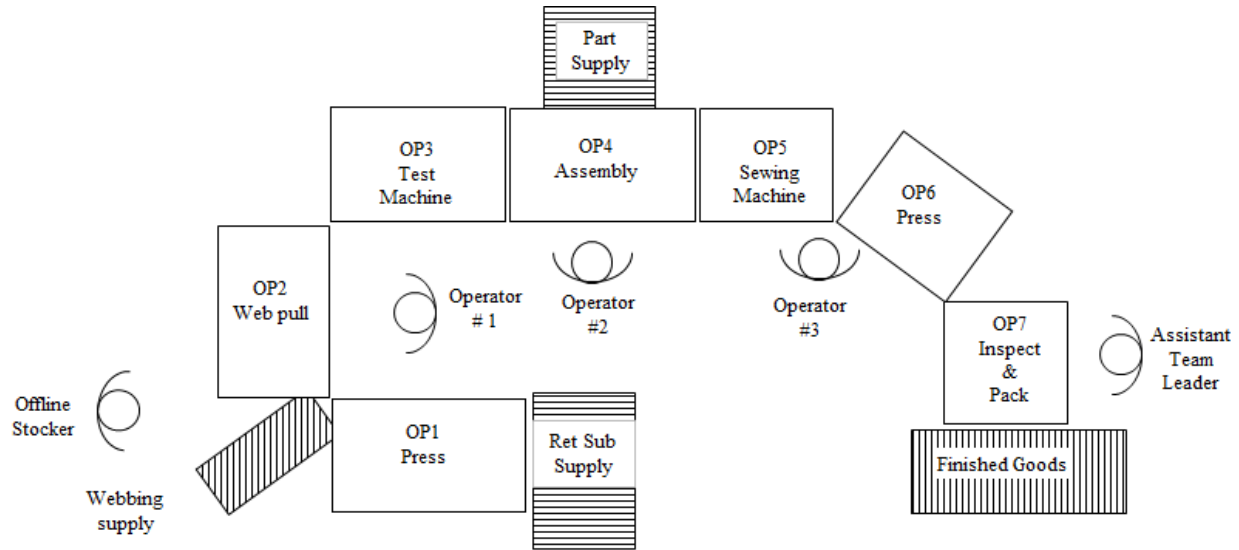 Part
Supply
OP3
Test
Machine
OP4
Assembly
OP5
Sewing
Machine
OP6
Press
OP2
Web pull
Operator
# 1
Operator
#2
Operator
#3
OP7
Inspect
&
Pack
Assistant
Team
Leader
Offline
Stocker
OP1
Press
Ret Sub
Supply
Finished Goods
Webbing
supply